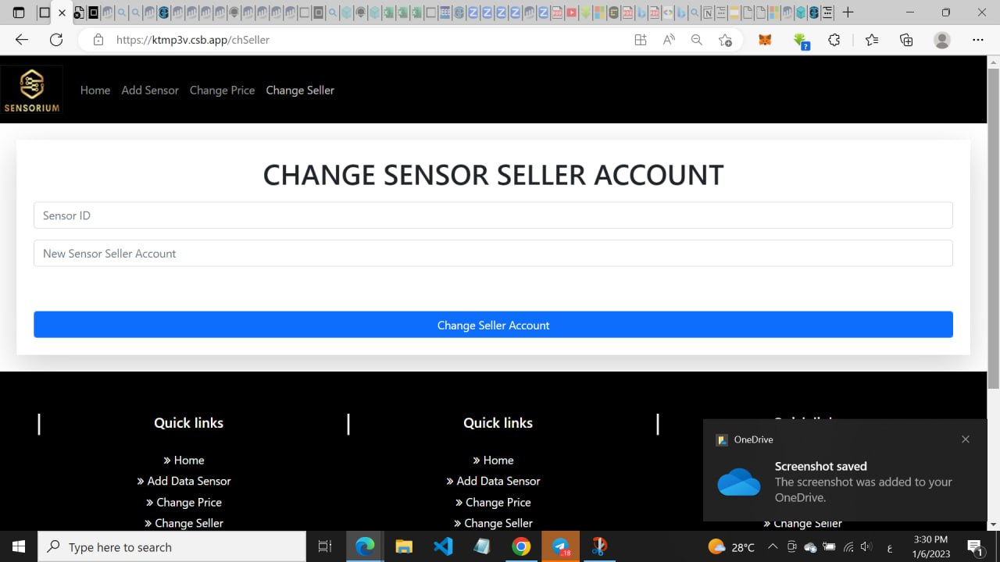 https://ktmp3v.csb.app/chSeller
SENSORIUM
Home Add Sensor Change Price Change Seller
CHANGE SENSOR SELLER ACCOUNT
Sensor ID
New Sensor Seller Account
Change Seller Account
Quick links
» Home
» Add Data Sensor
» Change Price
» Change Seller
Quick links
» Home
» Add Data Sensor
» Change Price
» Change Seller
» Change Seller
OneDrive
Screenshot saved
The screenshot was added to your
OneDrive.
Type here to search
18
28°C
ع
3:30 PM
1/6/2023
1